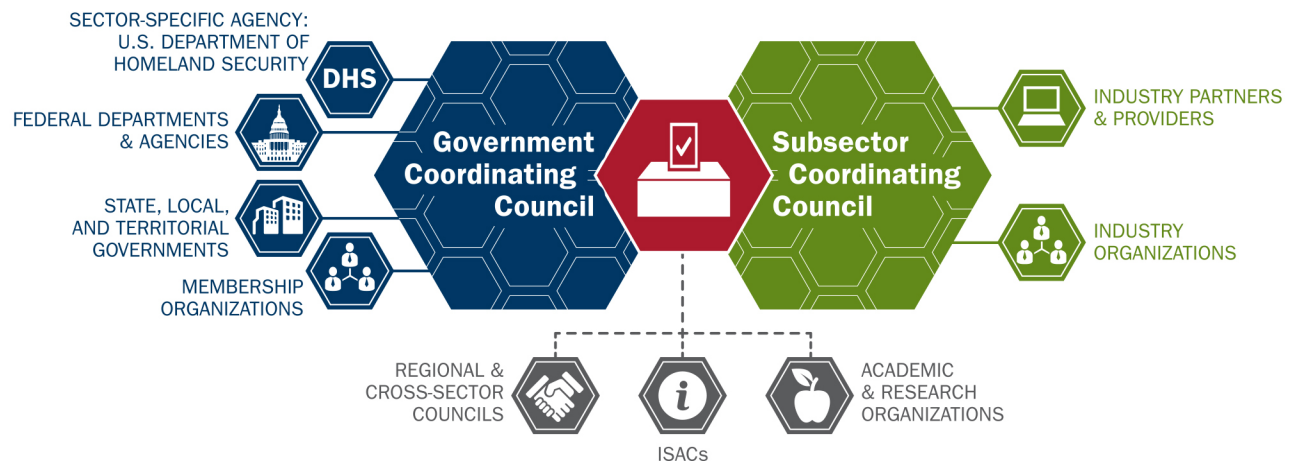 SECTOR-SPECIFIC AGENCY:
U.S. DEPARTMENT OF
HOMELAND SECURITY
DHS
FEDERAL DEPARTMENTS
& AGENCIES
STATE, LOCAL,
AND TERRITORIAL
GOVERNMENTS
MEMBERSHIP
ORGANIZATIONS
Government
Coordinating
Council
Subsector
Coordinating
Council
INDUSTRY PARTNERS
& PROVIDERS
INDUSTRY
ORGANIZATIONS
REGIONAL &
CROSS-SECTOR
COUNCILS
i
ISACs
ACADEMIC
& RESEARCH
ORGANIZATIONS